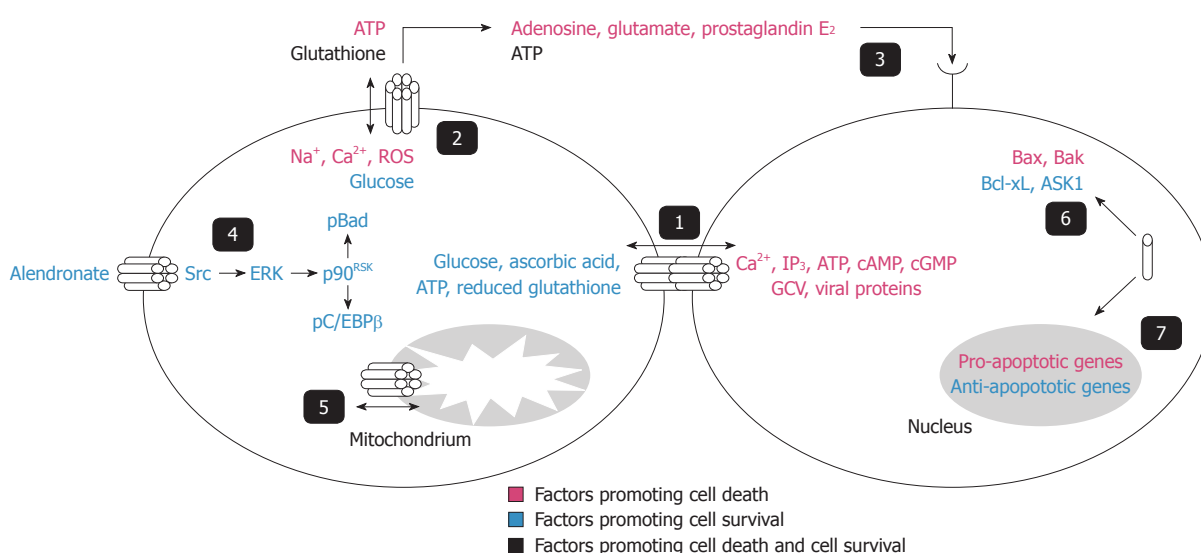 ATP
Glutathione
Adenosine, glutamate, prostaglandin E₂
ATP
3
2
Na⁺, Ca²⁺, ROS
Glucose
Bax, Bak
Bcl-xL, ASK1
6
1
4
pBad
Alendronate
Src
ERK
p90ᴿˢᴷ
pC/EBPβ
Glucose, ascorbic acid,
ATP, reduced glutathione
Ca²⁺, IP₃, ATP, cAMP, cGMP
GCV, viral proteins
7
Pro-apoptotic genes
Anti-apopototic genes
Nucleus
5
Mitochondrium
Factors promoting cell death
Factors promoting cell survival
Factors promoting cell death and cell survival